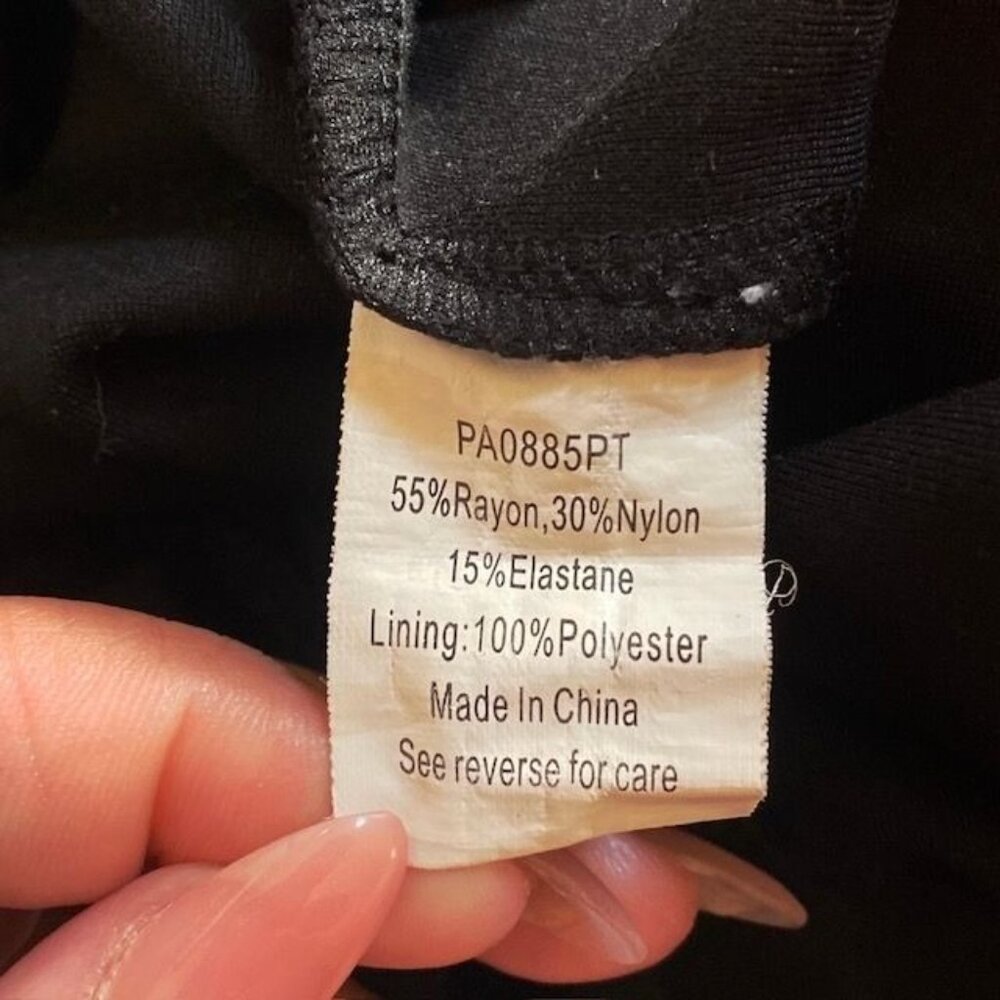 PA0885PT
55%Rayon,30%Nylon
15%Elastane
Lining:100%Polyester
Made In China
See reverse for care